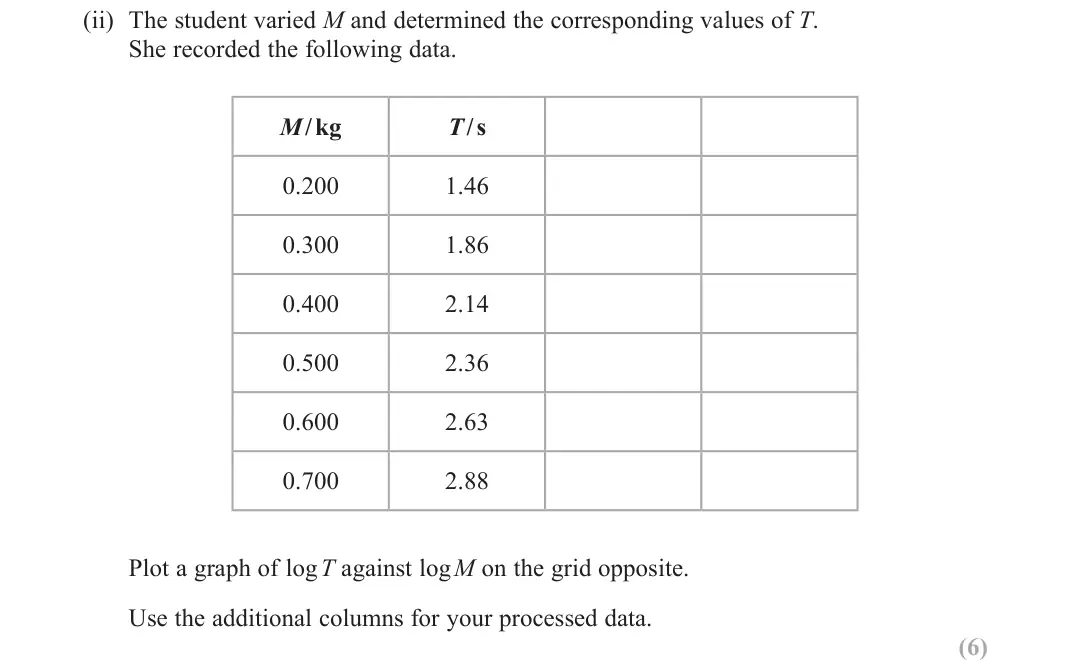 (ii) The student varied M and determined the corresponding values of T.
She recorded the following data.
M/kg T/s
0.200 1.46
0.300 1.86
0.400 2.14
0.500 2.36
0.600 2.63
0.700 2.88
Plot a graph of log T against log M on the grid opposite.
Use the additional columns for your processed data.
(6)